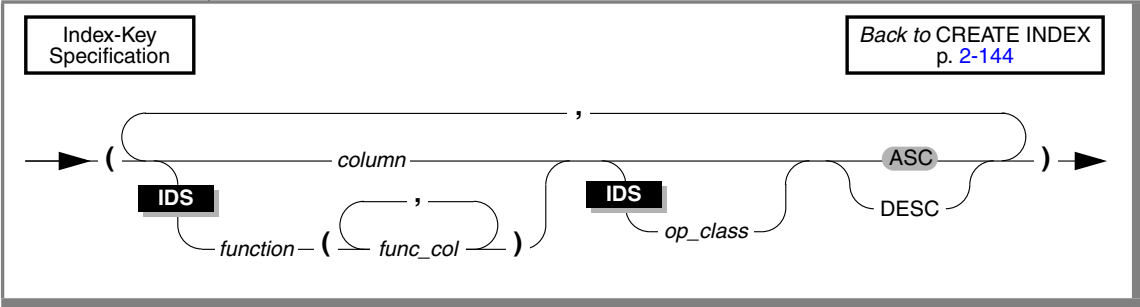 Index-Key
Specification
Back to CREATE INDEX
p. 2-144
,
( column ASC )
IDS IDS
, DESC
function ( func_col ) op_class